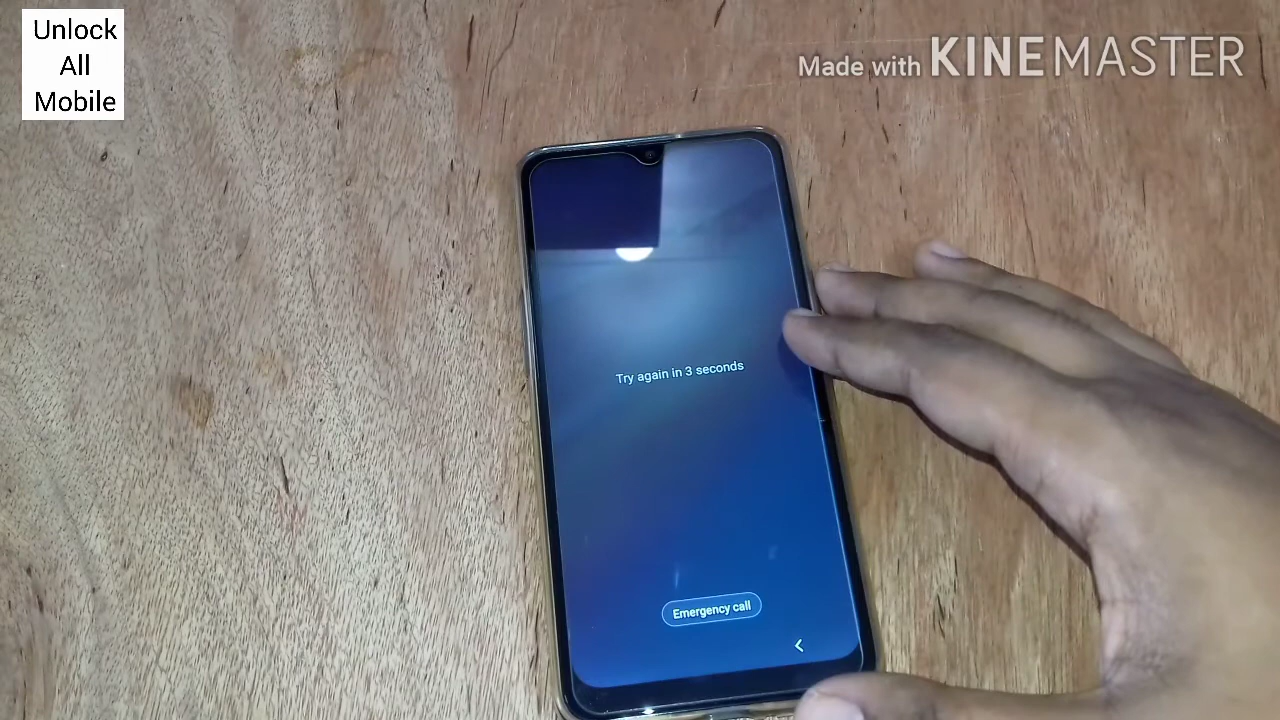 Unlock
All
Mobile
Made with KINEMASTER
Try again in 3 seconds
Emergency call